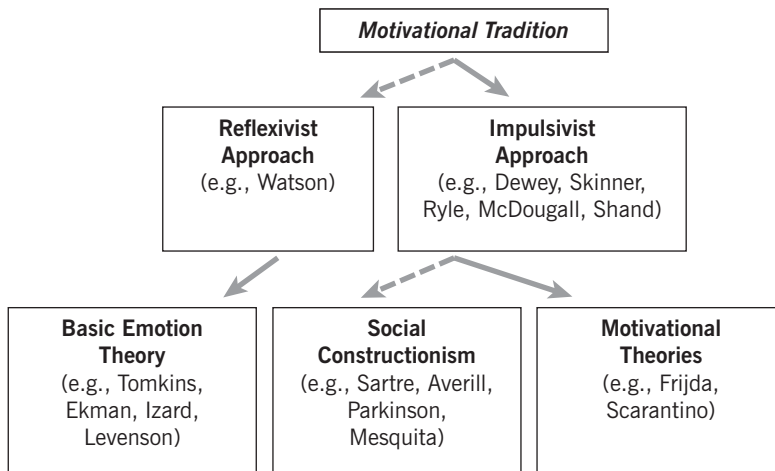 Motivational Tradition
Reflexivist
Approach
(e.g., Watson)
Impulsivist
Approach
(e.g., Dewey, Skinner,
Ryle, McDougall, Shand)
Basic Emotion
Theory
(e.g., Tomkins,
Ekman, Izard,
Levenson)
Social
Constructionism
(e.g., Sartre, Averill,
Parkinson,
Mesquita)
Motivational
Theories
(e.g., Frijda,
Scarantino)